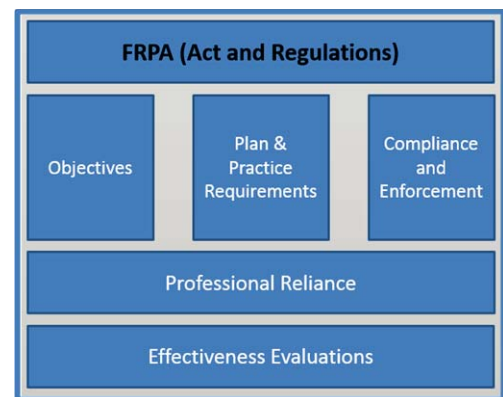 FRPA (Act and Regulations)
Objectives
Plan &
Practice
Requirements
Compliance
and
Enforcement
Professional Reliance
Effectiveness Evaluations